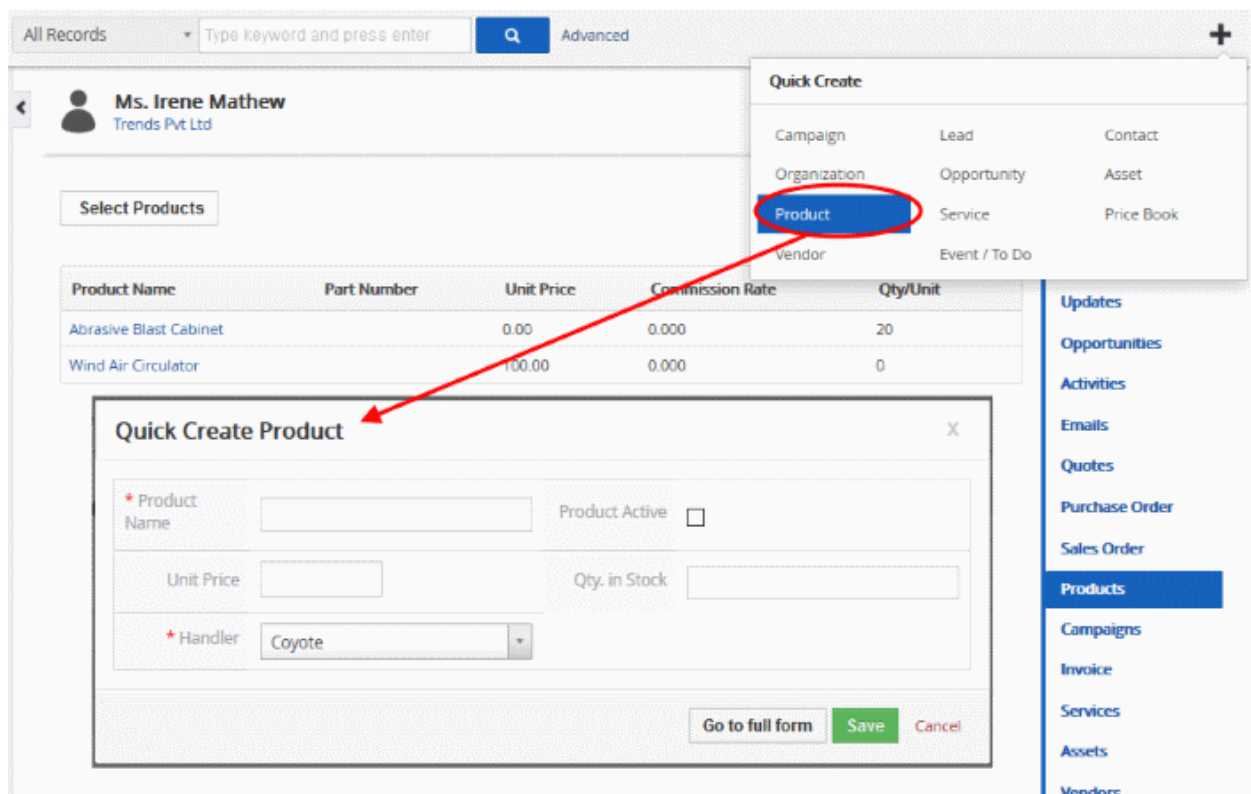 All Records Type keyword and press enter Advanced
Quick Create
Ms. Irene Mathew
Trends Pvt Ltd
Campaign Lead Contact
Organization Opportunity Asset
Select Products
Product Service Price Book
Vendor Event / To Do
Product Name Part Number Unit Price Commission Rate Qty/Unit
Updates
Abrasive Blast Cabinet 0.00 0.000 20
Opportunities
Wind Air Circulator 100.00 0.000 0
Activities
Quick Create Product X
Emails
Quotes
* Product Name Product Active
Purchase Order
Sales Order
Unit Price Qty. in Stock
Products
Campaigns
* Handler Coyote
Invoice
Services
Go to full form Save Cancel
Assets
Vendors